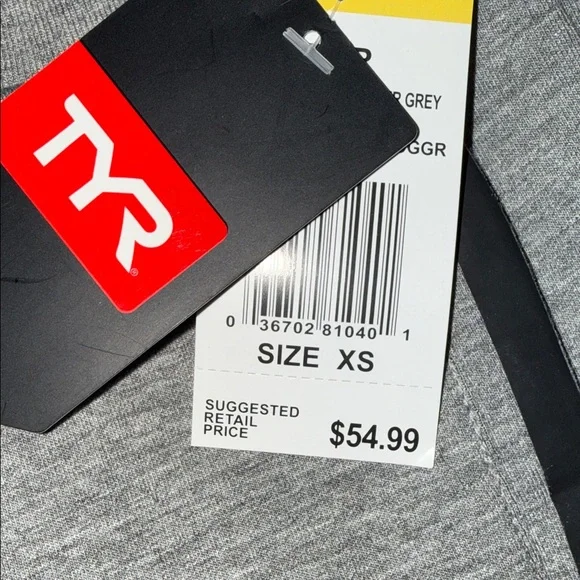 TYR
®
GREY
GGR
0 36702 81040 1
SIZE XS
SUGGESTED
RETAIL
PRICE
$54.99